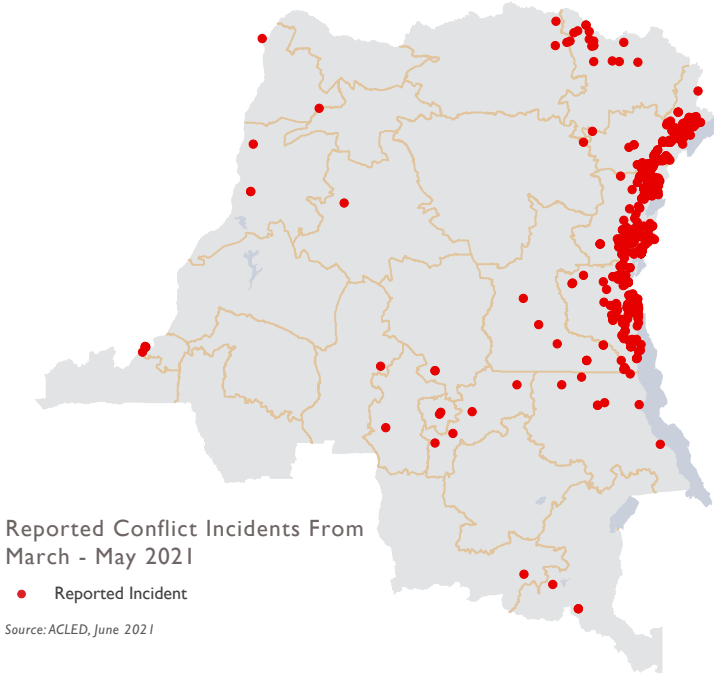 Reported Conflict Incidents From
March - May 2021
Reported Incident
Source: ACLED, June 2021